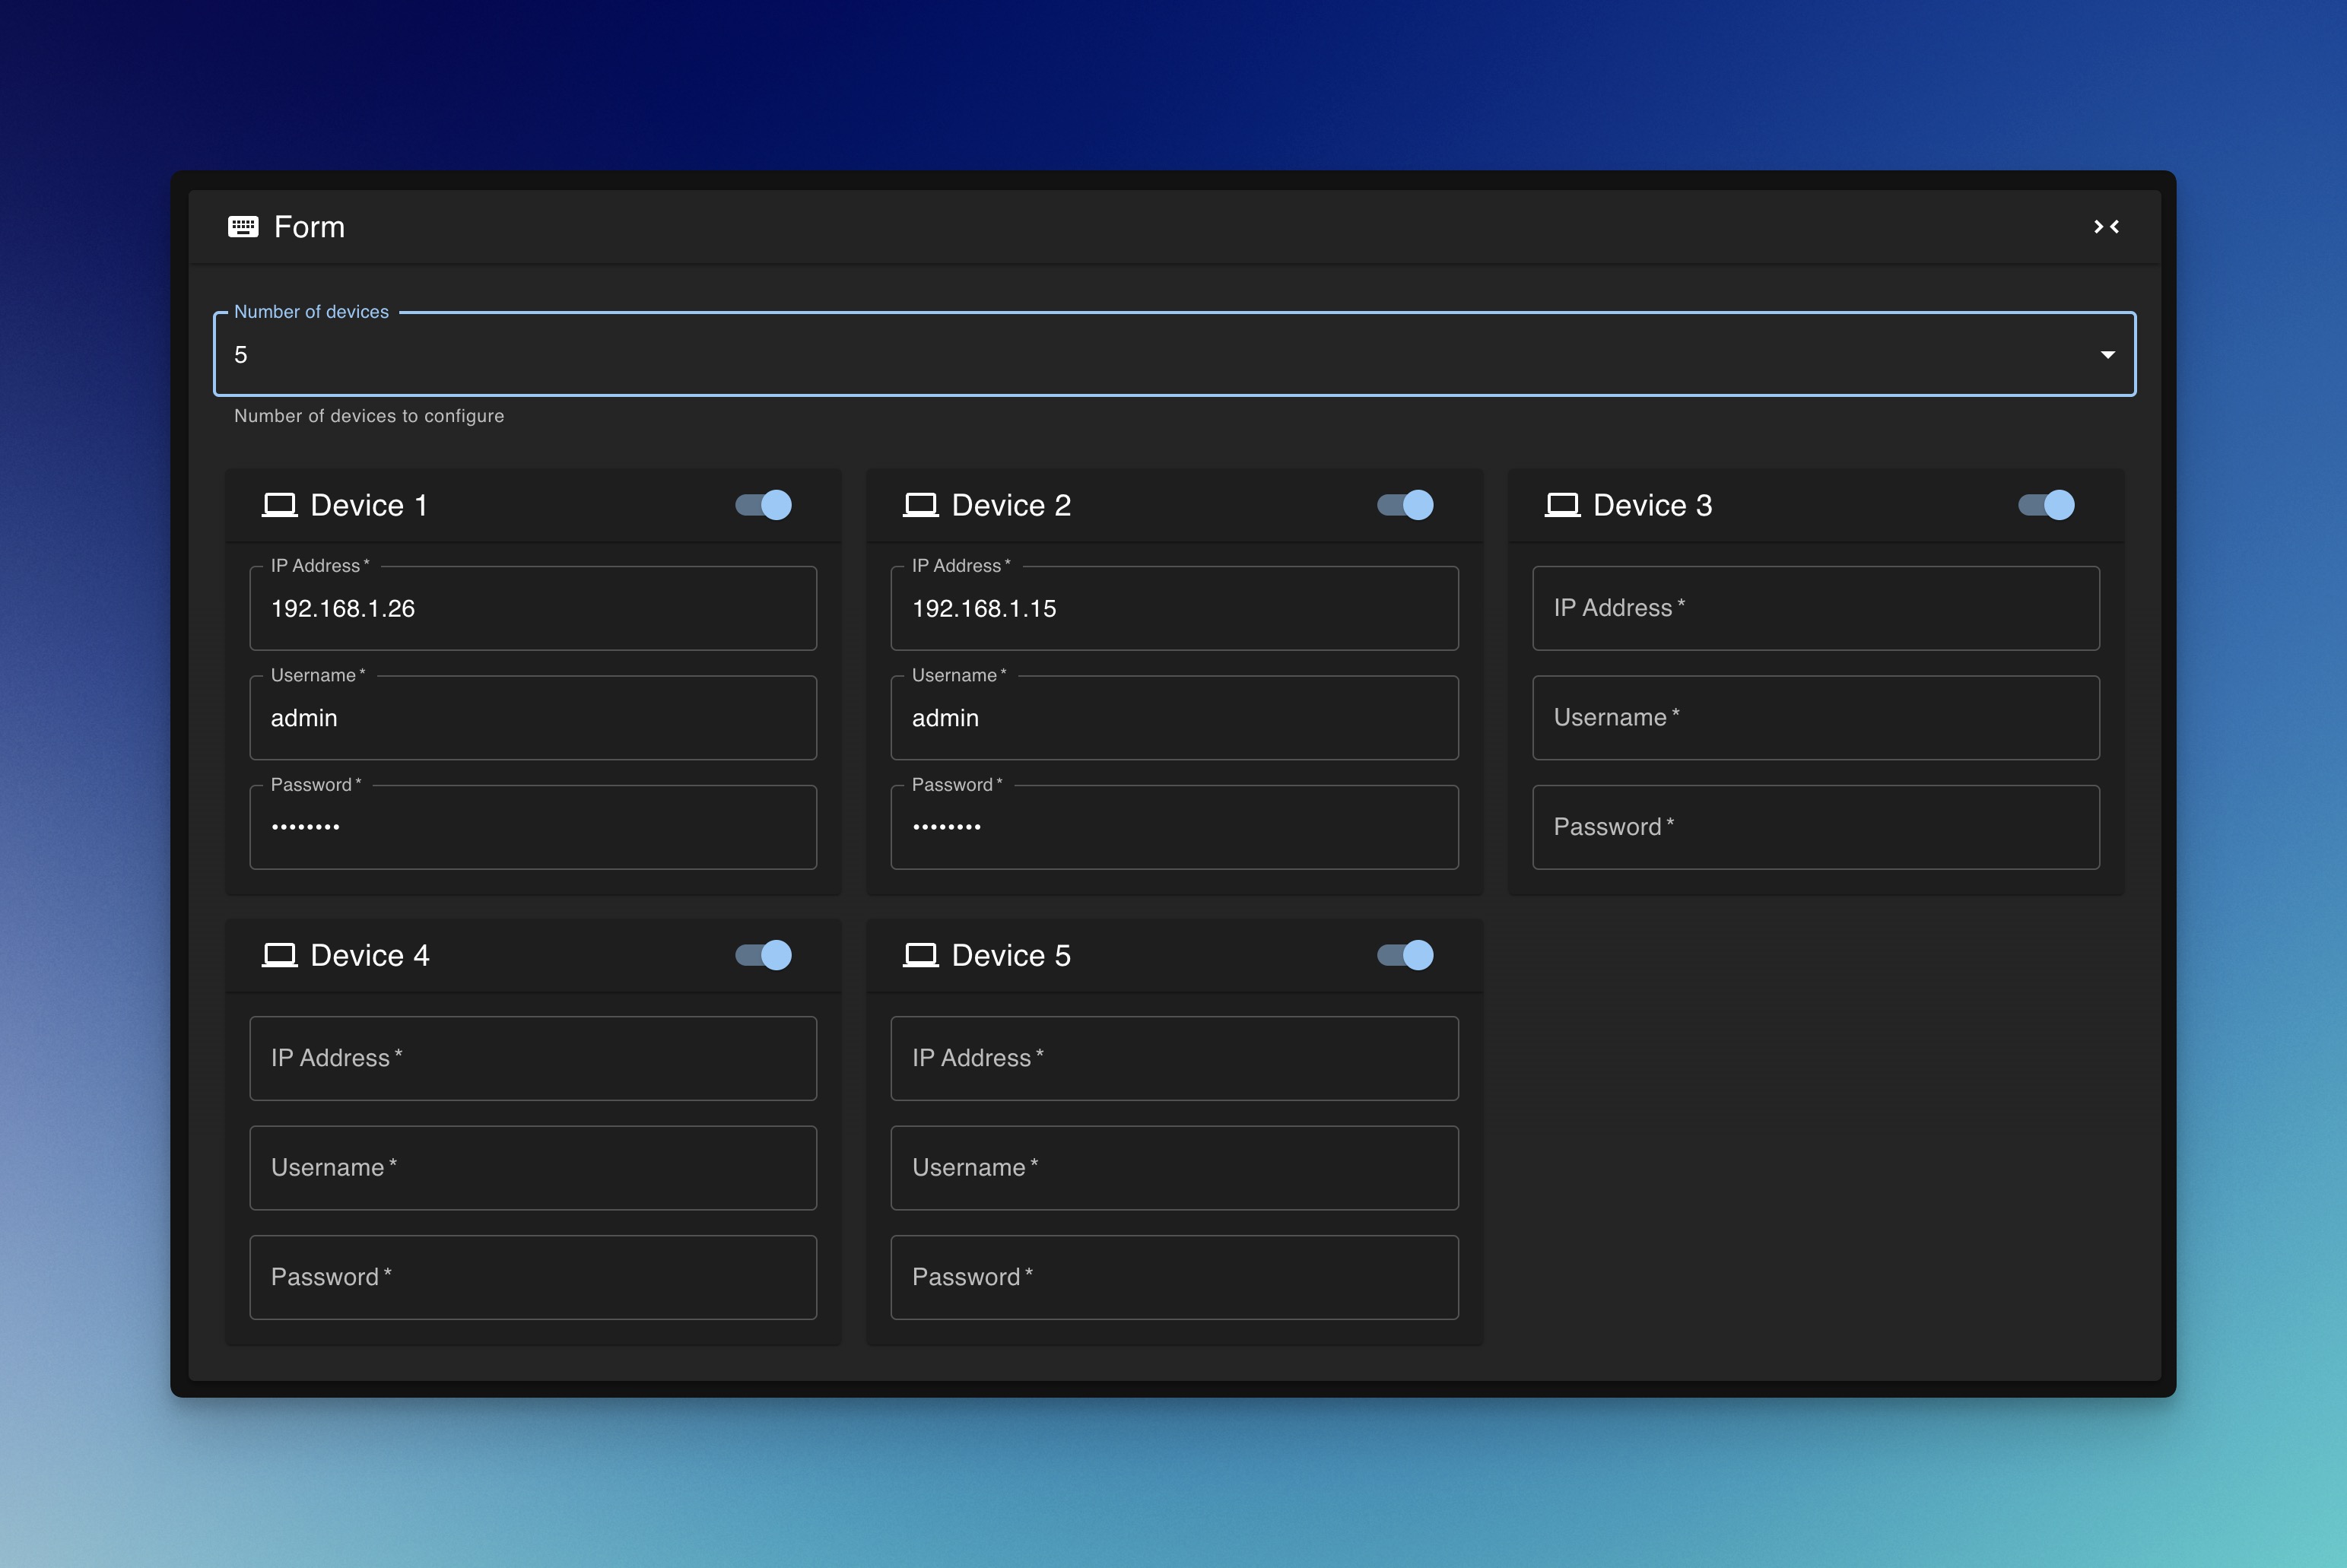 Form
Number of devices
5
Number of devices to configure
Device 1
IP Address *
192.168.1.26
Username *
admin
Password *
••••••••
Device 2
IP Address *
192.168.1.15
Username *
admin
Password *
••••••••
Device 3
IP Address *
Username *
Password *
Device 4
IP Address *
Username *
Password *
Device 5
IP Address *
Username *
Password *